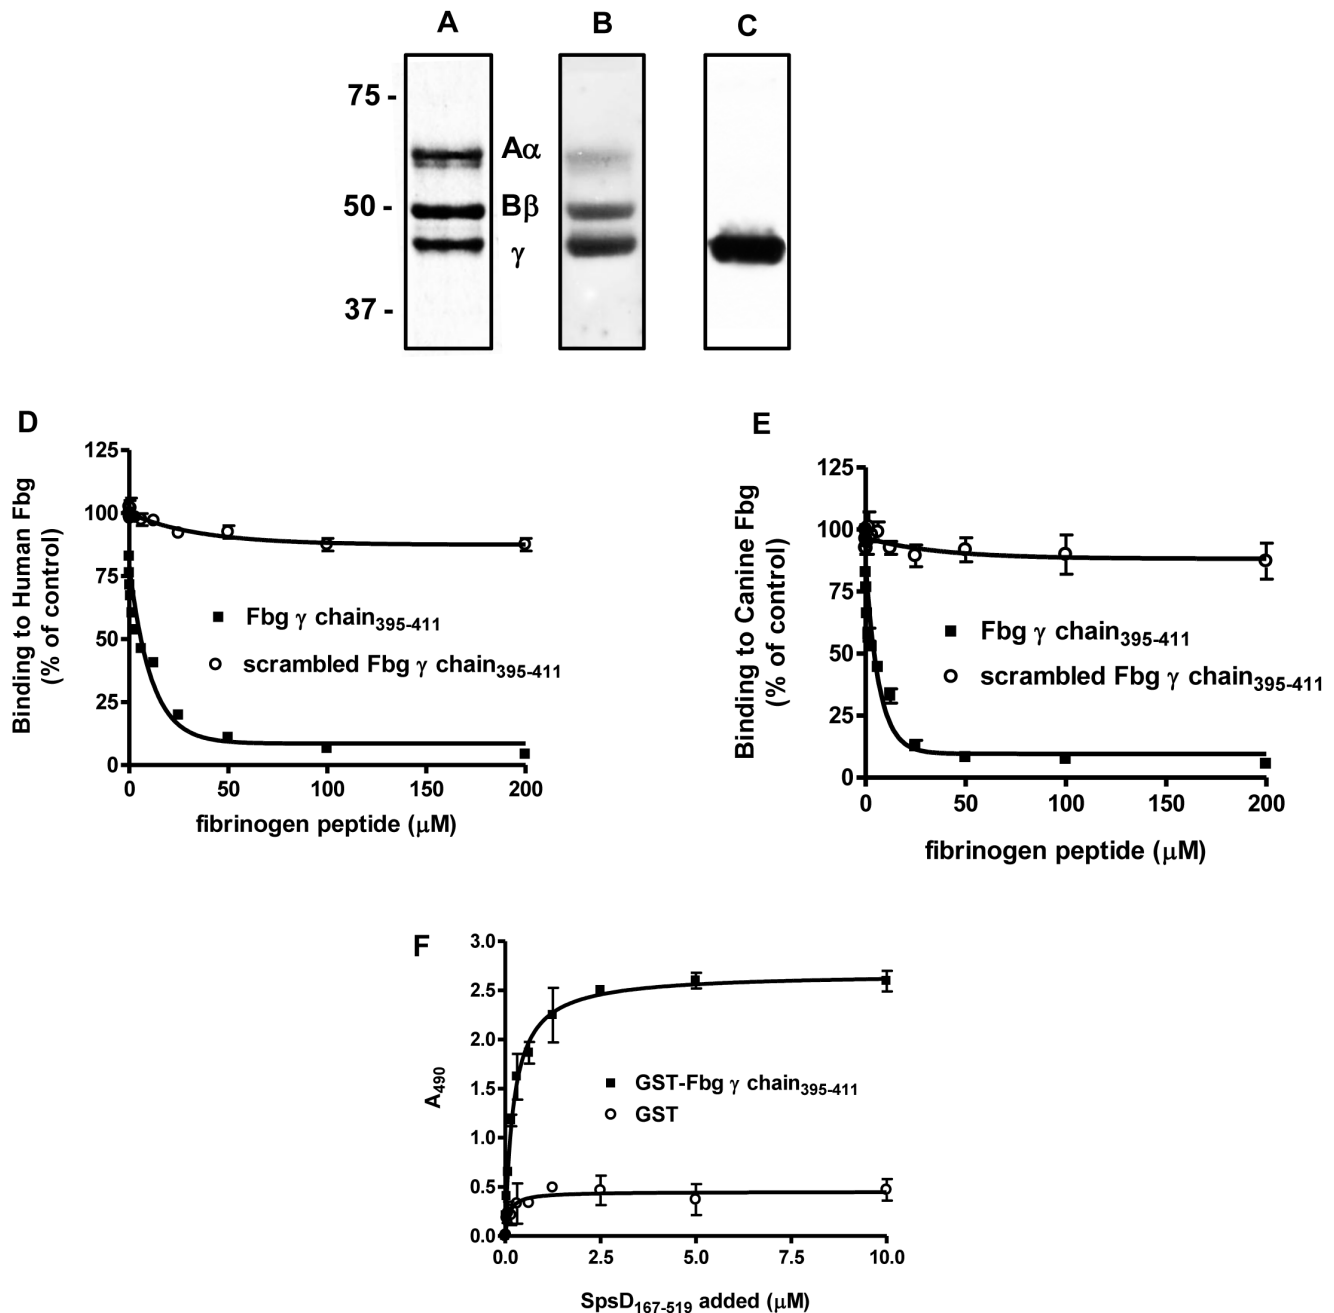 A B C
75 -
Aα
50 - Bβ
γ
37 -
D
Binding to Human Fbg
(% of control)
125
100
75
50
25
0
Fbg γ chain395-411
scrambled Fbg γ chain395-411
0 50 100 150 200
fibrinogen peptide (μM)
E
Binding to Canine Fbg
(% of control)
125
100
75
50
25
0
Fbg γ chain395-411
scrambled Fbg γ chain395-411
0 50 100 150 200
fibrinogen peptide (μM)
F
A490
3.0
2.5
2.0
1.5
1.0
0.5
0.0
GST-Fbg γ chain395-411
GST
0.0 2.5 5.0 7.5 10.0
SpsD167-519 added (μM)